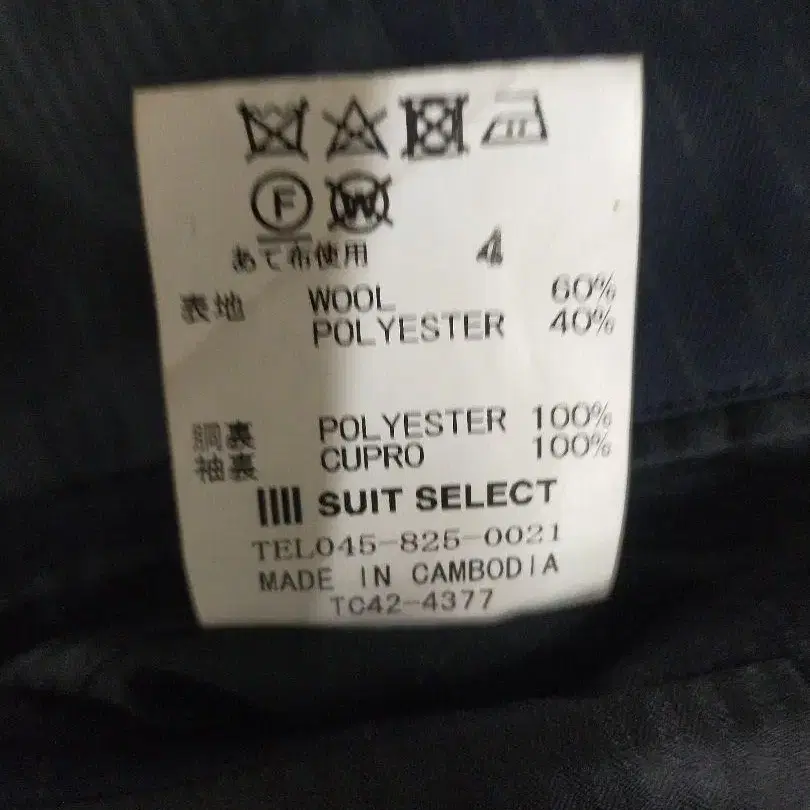 F W
あて布使用 4
表地 WOOL 60%
POLYESTER 40%
胴裏 POLYESTER 100%
袖裏 CUPRO 100%
SUIT SELECT
TEL045-825-0021
MADE IN CAMBODIA
TC42-4377